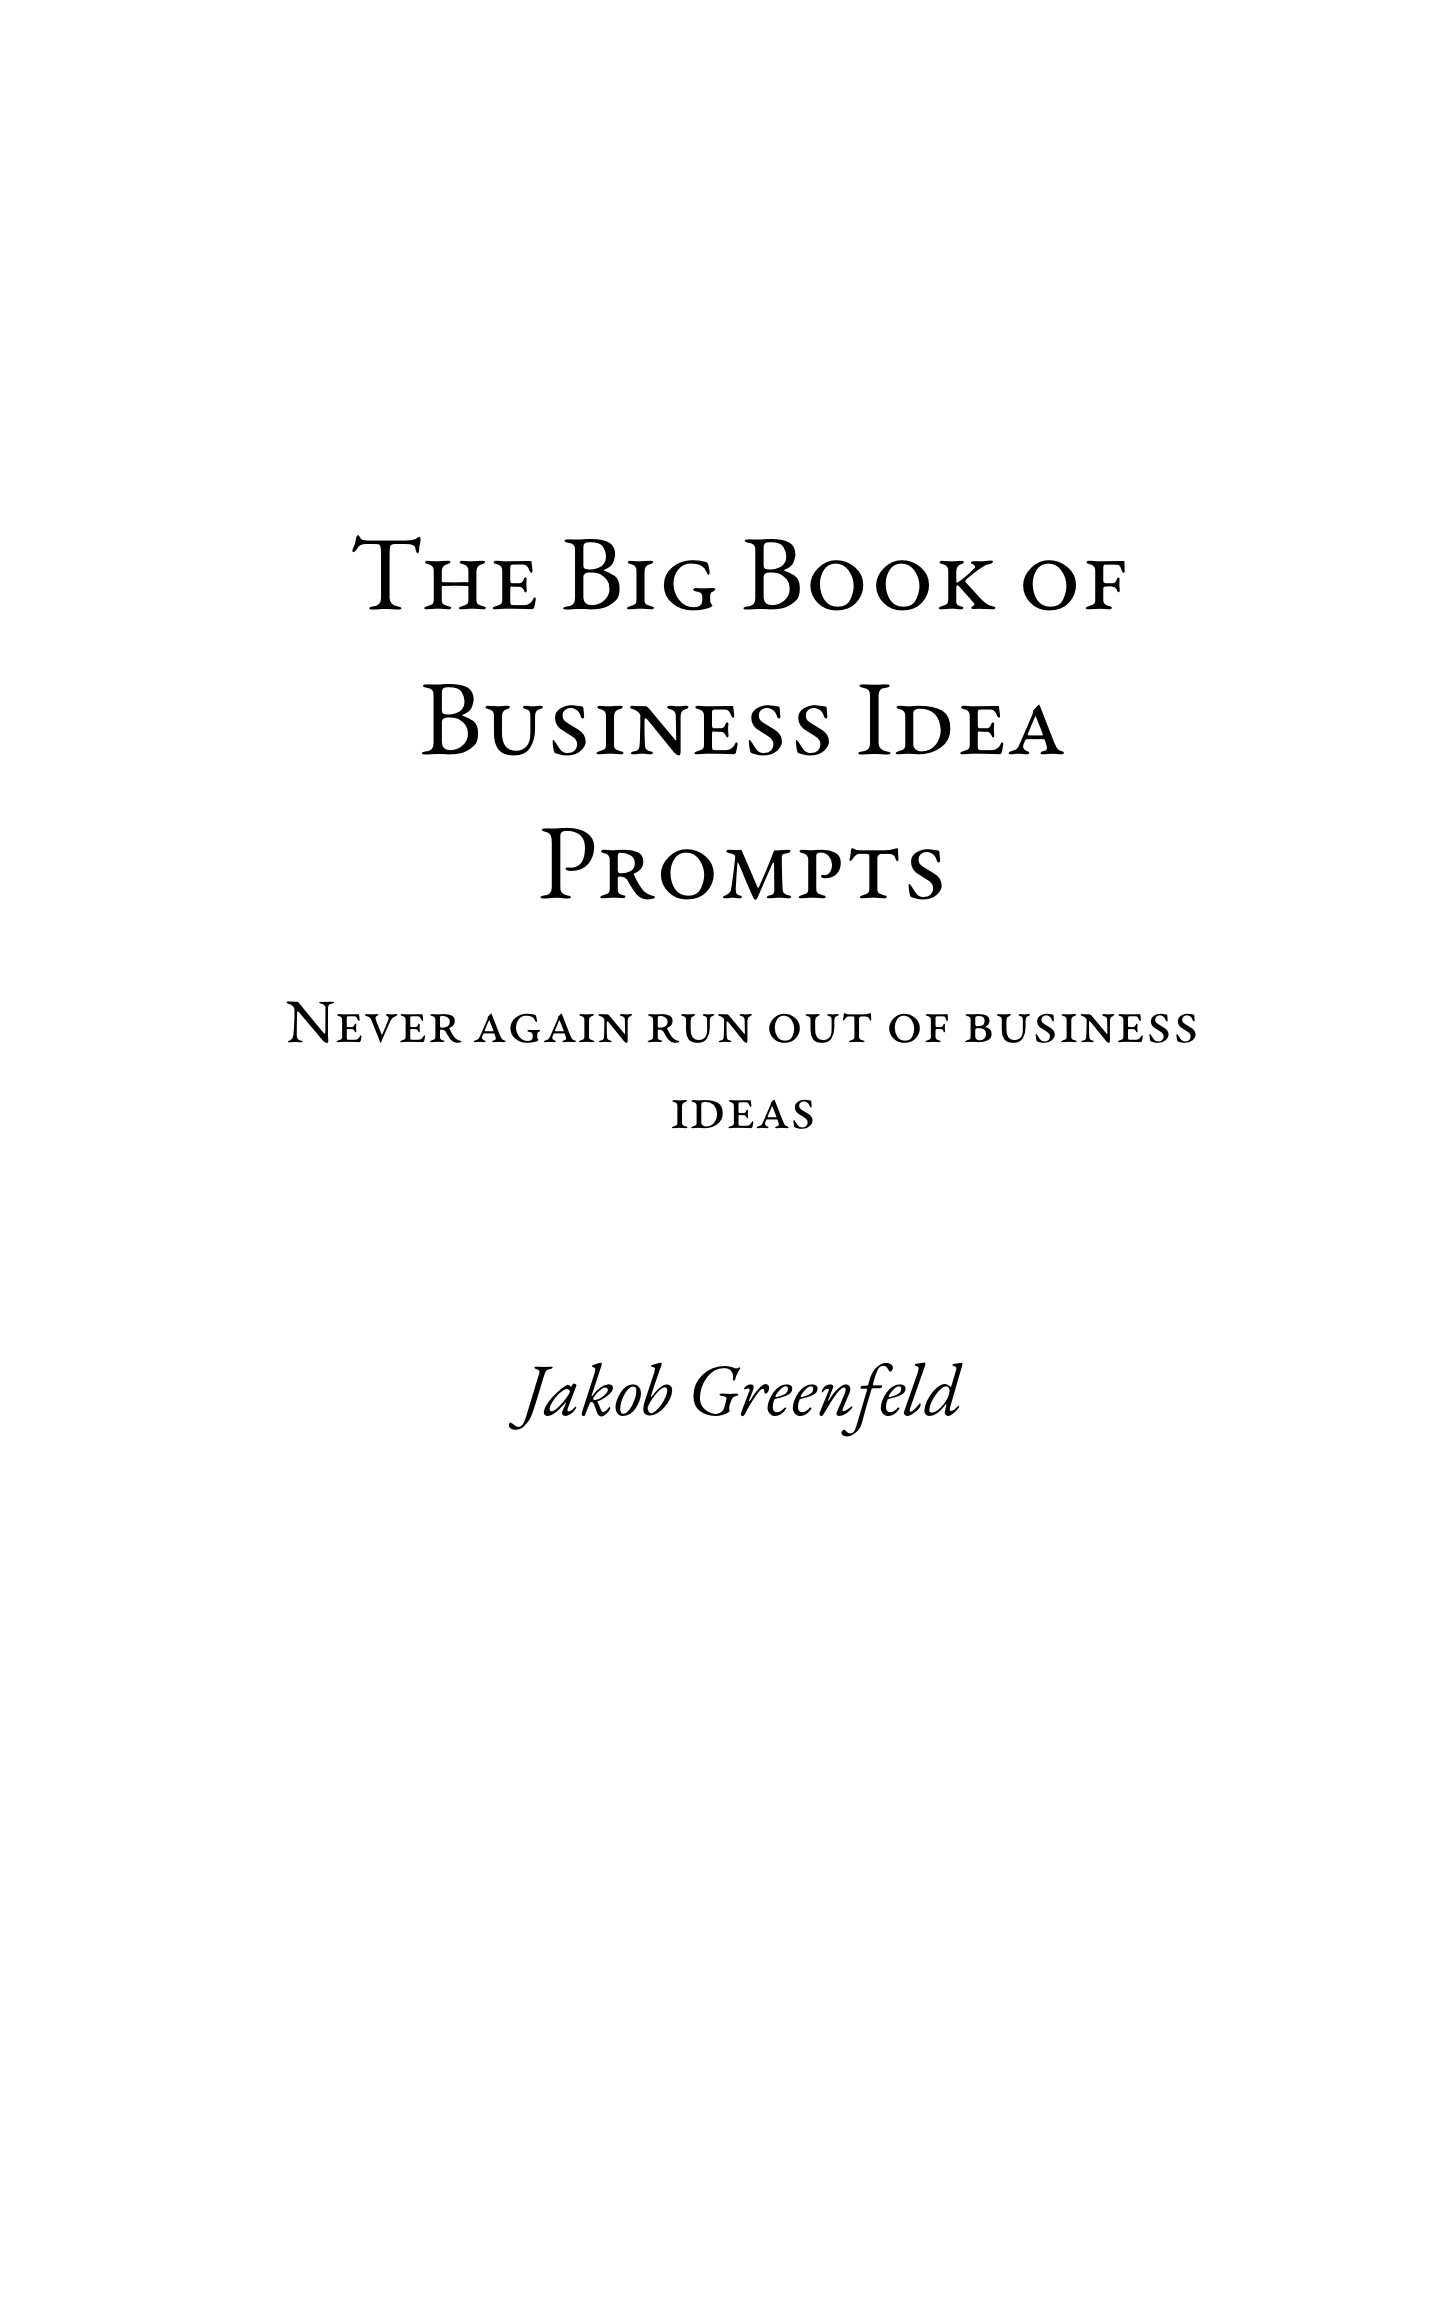 The Big Book of
Business Idea
Prompts
Never again run out of business
ideas
Jakob Greenfeld